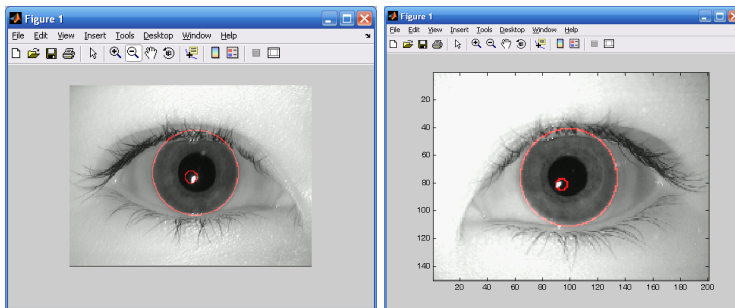 Figure 1
File Edit View Insert Tools Desktop Window Help
Figure 1
File Edit View Insert Tools Desktop Window Help
20
40
60
80
100
120
140
20 40 60 80 100 120 140 160 180 200